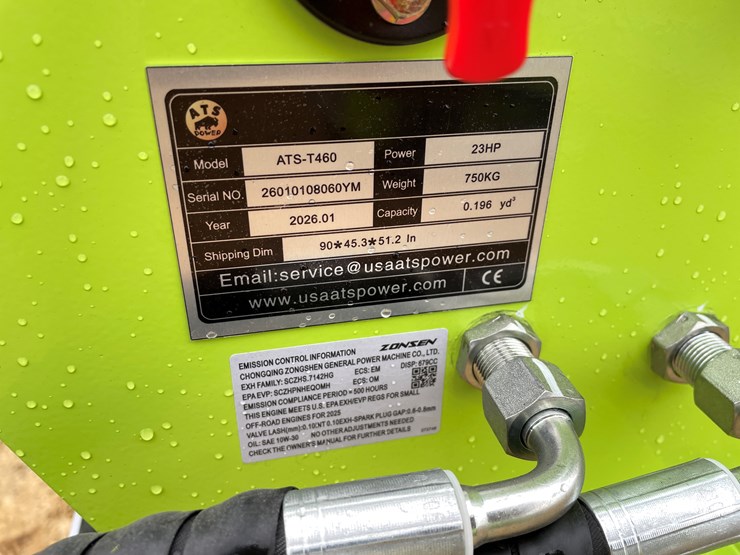 ATS
POWER
Model ATS-T460 Power 23HP
Serial NO. 26010108060YM Weight 750KG
Year 2026.01 Capacity 0.196 yd³
Shipping Dim 90*45.3*51.2 In
Email:service@usaatspower.com
www.usaatspower.com CE
ZONSEN
EMISSION CONTROL INFORMATION
CHONGQING ZONGSHEN GENERAL POWER MACHINE CO., LTD.
EXH FAMILY: SCZHS.7142HG ECS: EM DISP: 679CC
EPA EVP: SCZHPNHEQOMH ECS: OM
EMISSION COMPLIANCE PERIOD = 500 HOURS
THIS ENGINE MEETS U.S. EPA EXH/EVP REGS FOR SMALL
OFF-ROAD ENGINES FOR 2025
VALVE LASH(mm):0.10INT 0.10EXH-SPARK PLUG GAP:0.6-0.8mm
OIL: SAE 10W-30 NO OTHER ADJUSTMENTS NEEDED
CHECK THE OWNER'S MANUAL FOR FURTHER DETAILS